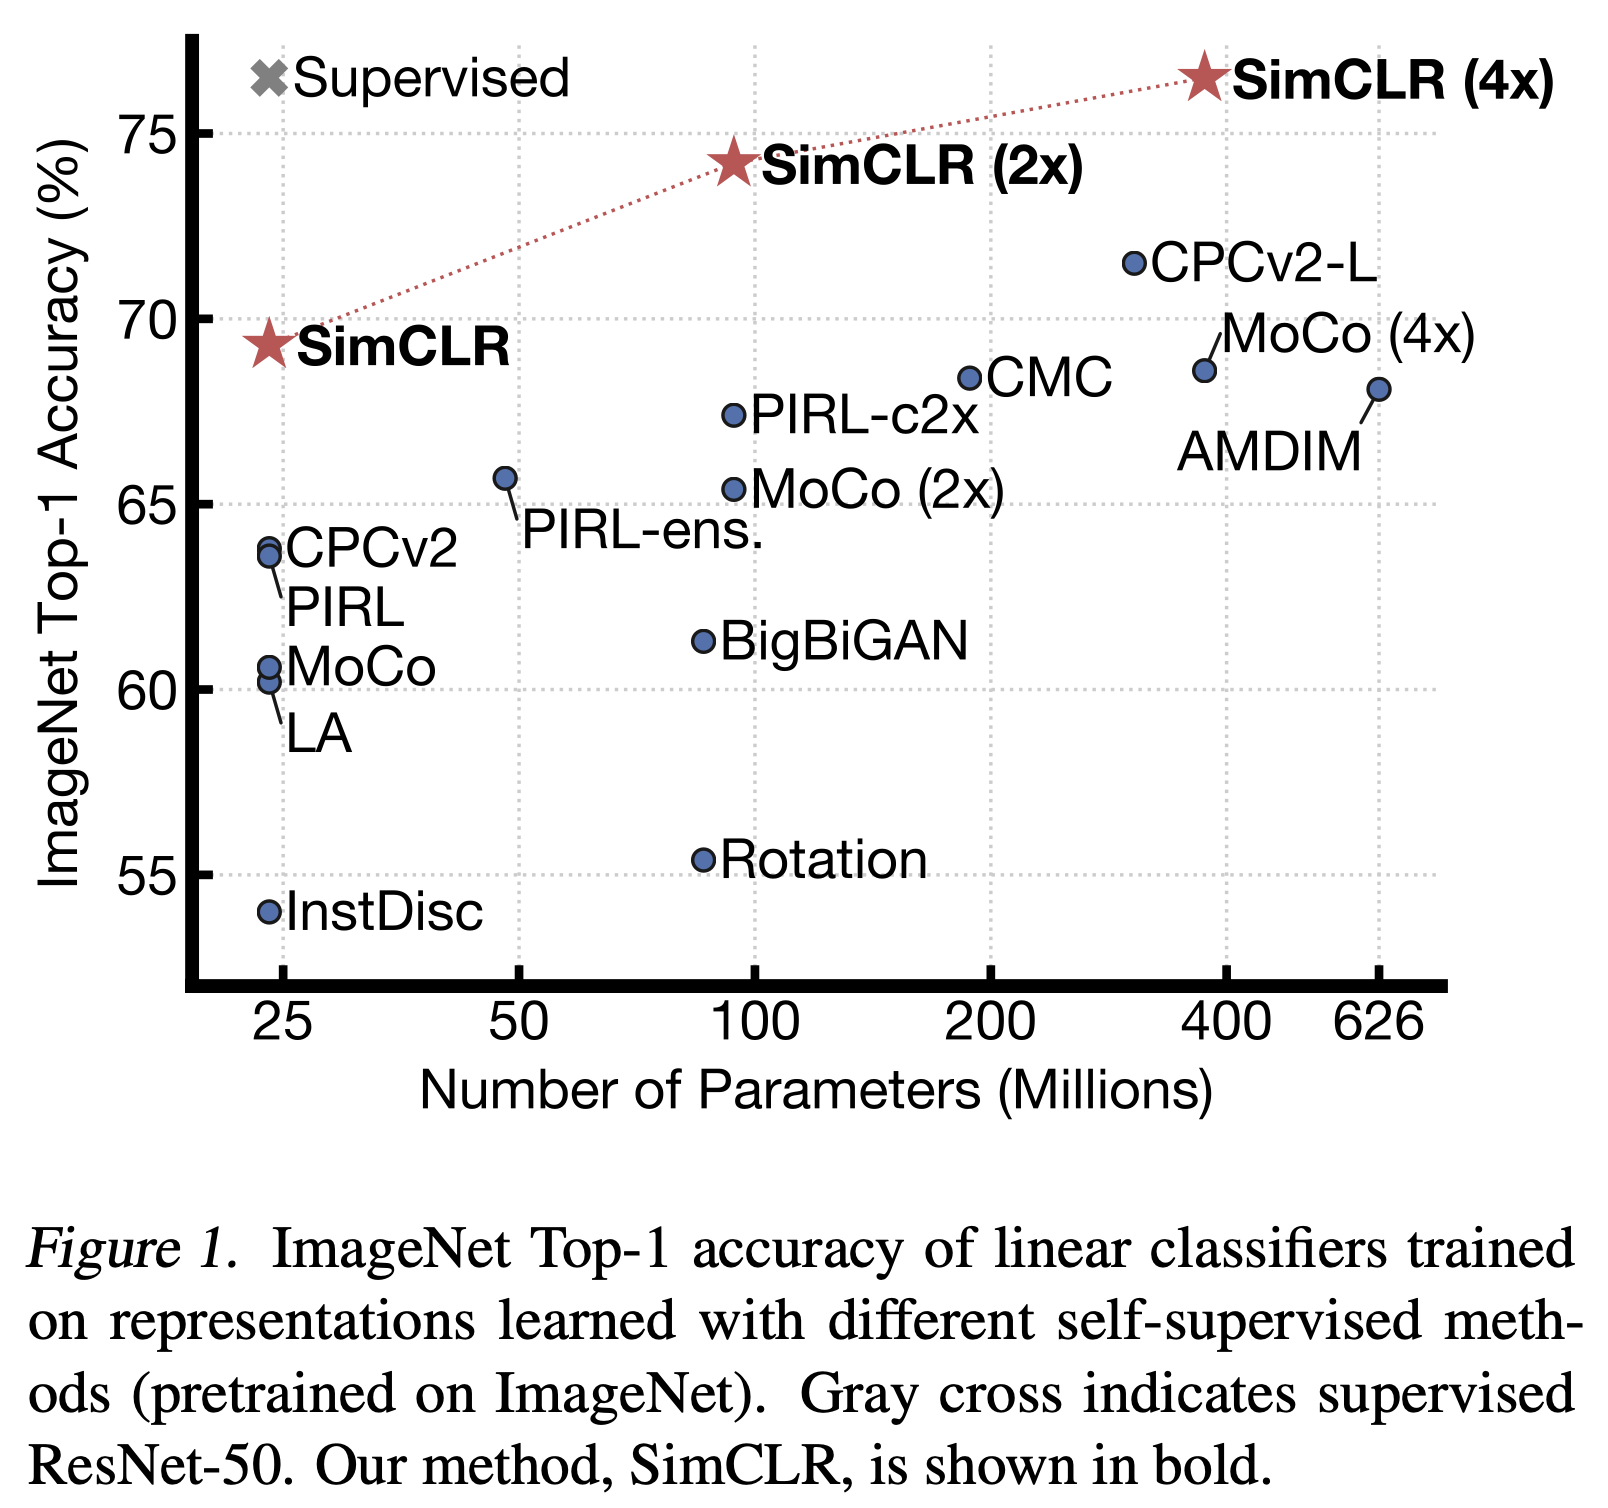 Supervised
SimCLR (4x)
75
SimCLR (2x)
CPCv2-L
70
MoCo (4x)
SimCLR
CMC
PIRL-c2x
AMDIM
65
MoCo (2x)
PIRL-ens.
CPCv2
PIRL
BigBiGAN
MoCo
60
LA
Rotation
55
InstDisc
ImageNet Top-1 Accuracy (%)
25 50 100 200 400 626
Number of Parameters (Millions)
Figure 1. ImageNet Top-1 accuracy of linear classifiers trained
on representations learned with different self-supervised meth-
ods (pretrained on ImageNet). Gray cross indicates supervised
ResNet-50. Our method, SimCLR, is shown in bold.